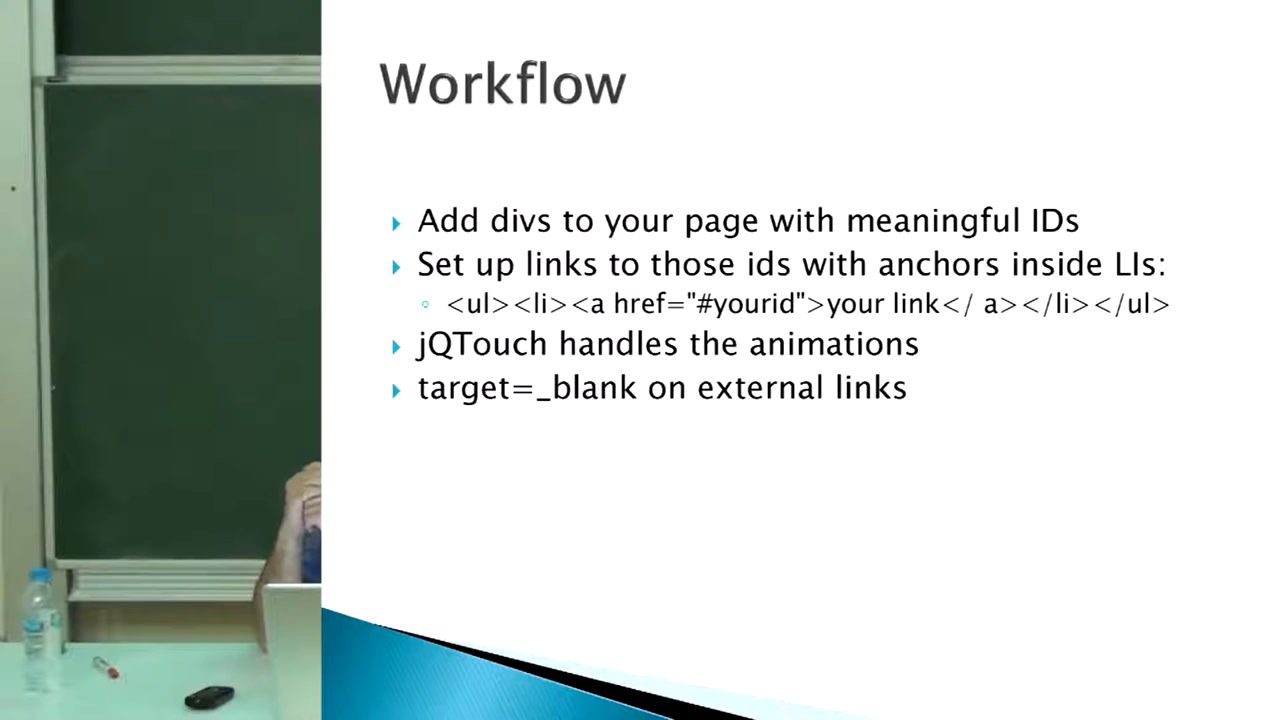 Workflow
Add divs to your page with meaningful IDs
Set up links to those ids with anchors inside LIs:
<ul><li><a href="#yourid">your link</ a></li></ul>
jQTouch handles the animations
target=_blank on external links